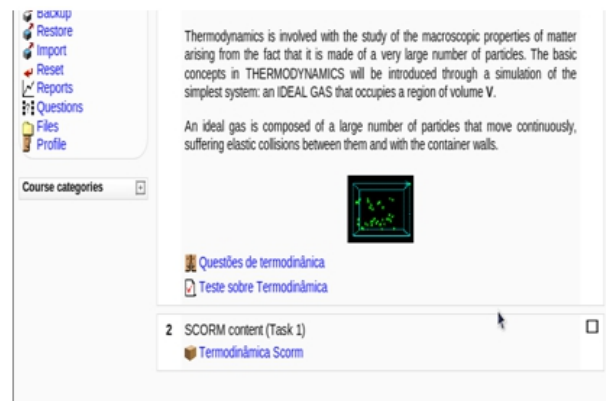 Backup
Restore
Import
Reset
Reports
Questions
Files
Profile
Course categories
Thermodynamics is involved with the study of the macroscopic properties of matter
arising from the fact that it is made of a very large number of particles. The basic
concepts in THERMODYNAMICS will be introduced through a simulation of the
simplest system: an IDEAL GAS that occupies a region of volume V.
An ideal gas is composed of a large number of particles that move continuously,
suffering elastic collisions between them and with the container walls.
Questões de termodinânica
Teste sobre Termodinâmica
2 SCORM content (Task 1)
Termodinâmica Scorm